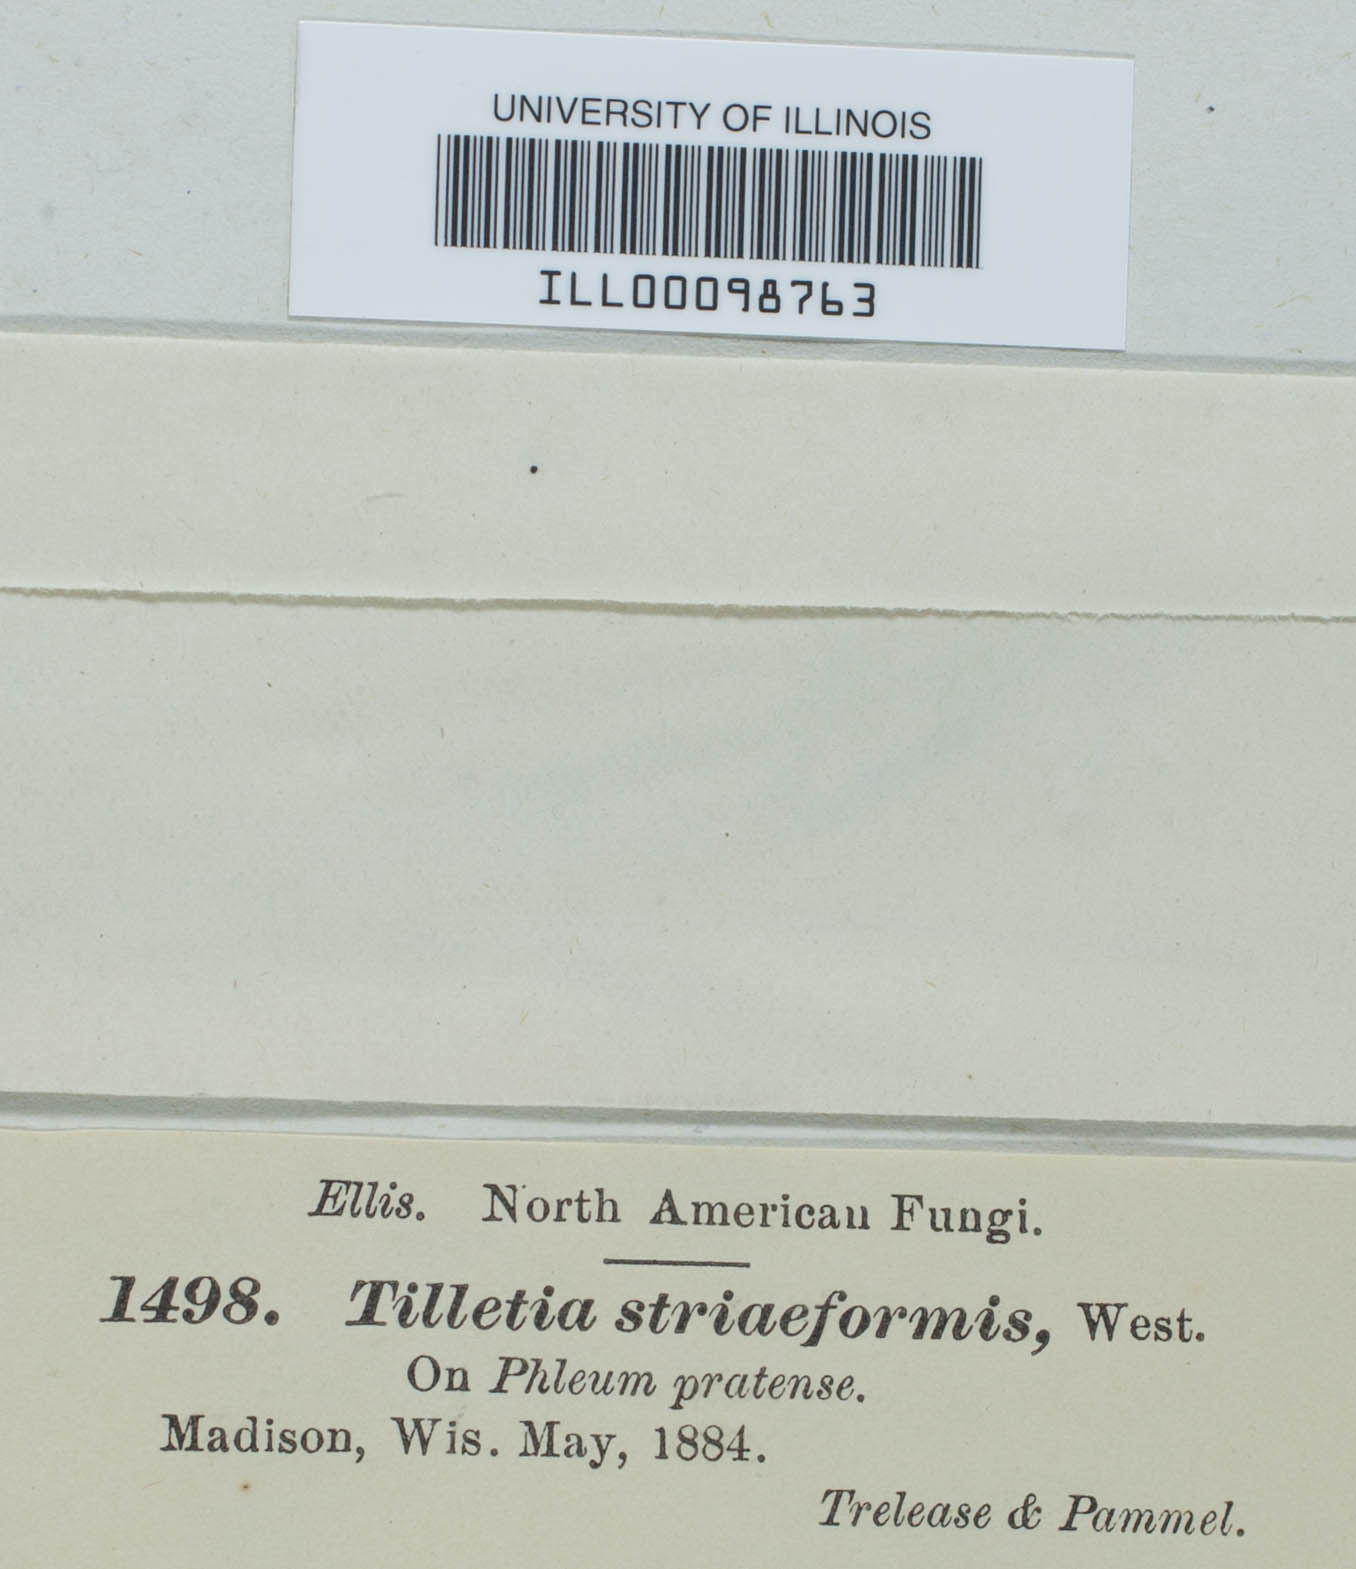 UNIVERSITY OF ILLINOIS
ILL00098763
Ellis. North American Fungi.
1498. Tilletia striaeformis, West.
On Phleum pratense.
Madison, Wis. May, 1884.
Trelease & Pammel.